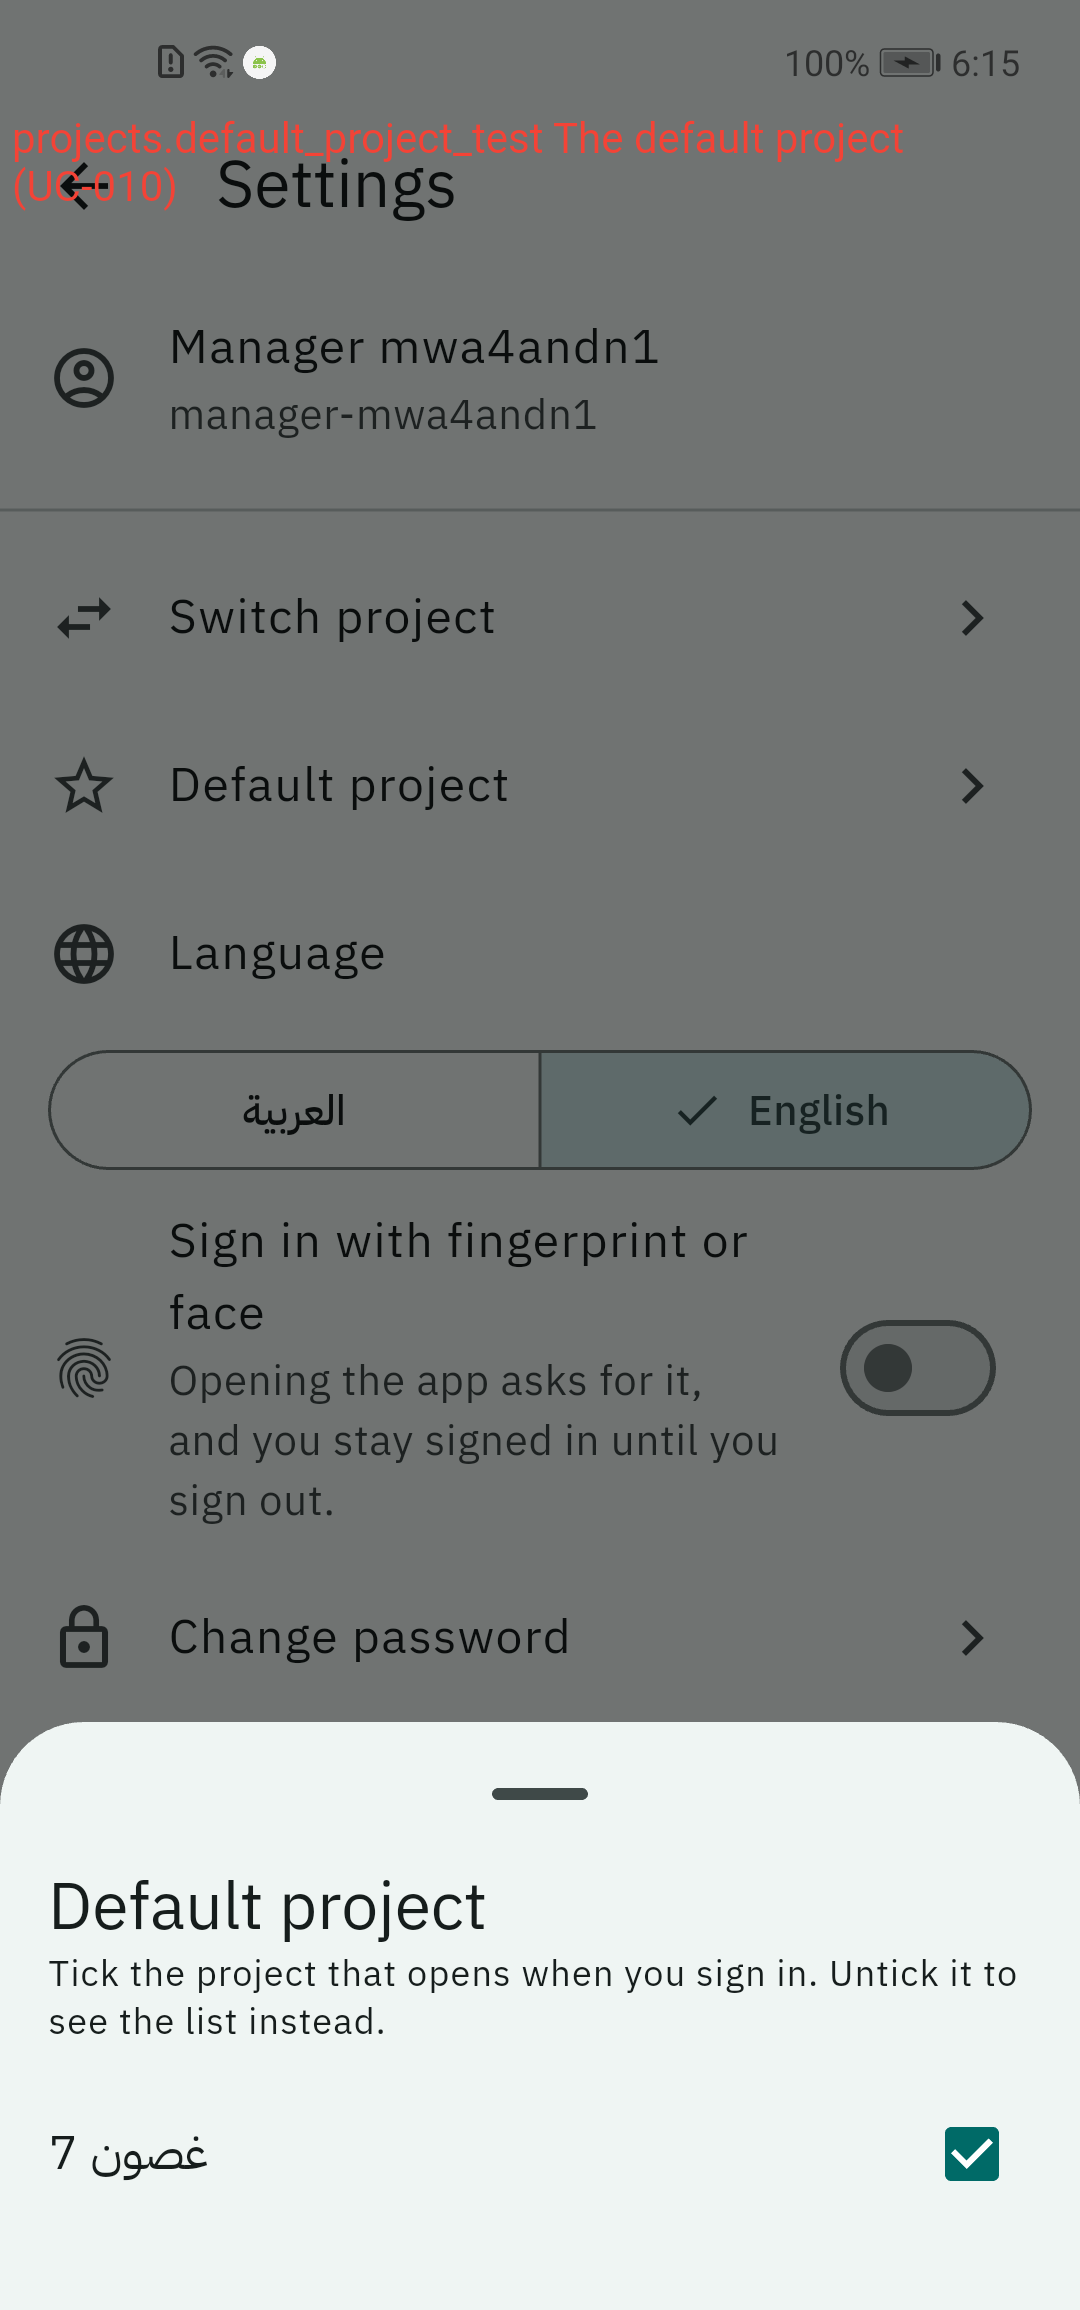 100% 6:15
projects.default_project_test The default project
(UC-010)
Settings
Manager mwa4andn1
manager-mwa4andn1
Switch project
Default project
Language
العربية
English
Sign in with fingerprint or
face
Opening the app asks for it,
and you stay signed in until you
sign out.
Change password
Default project
Tick the project that opens when you sign in. Untick it to
see the list instead.
غصون 7